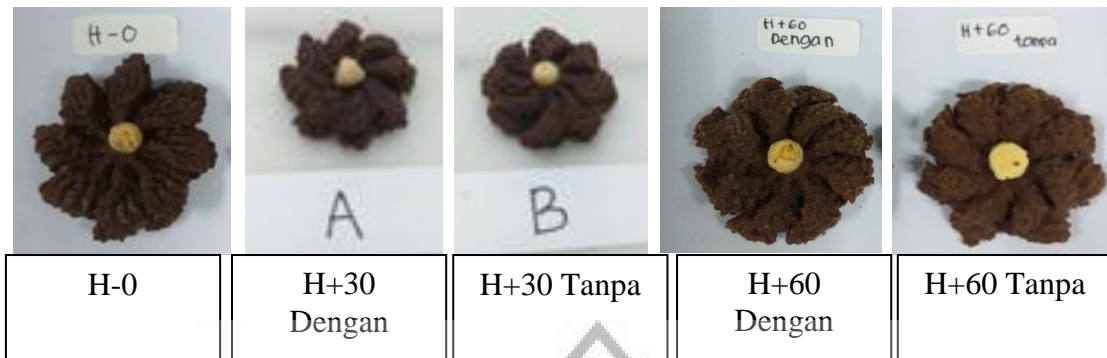 H-0
H+60
Dengan
H+60
tanpa
A
B
H-0
H+30
Dengan
H+30 Tanpa
H+60
Dengan
H+60 Tanpa